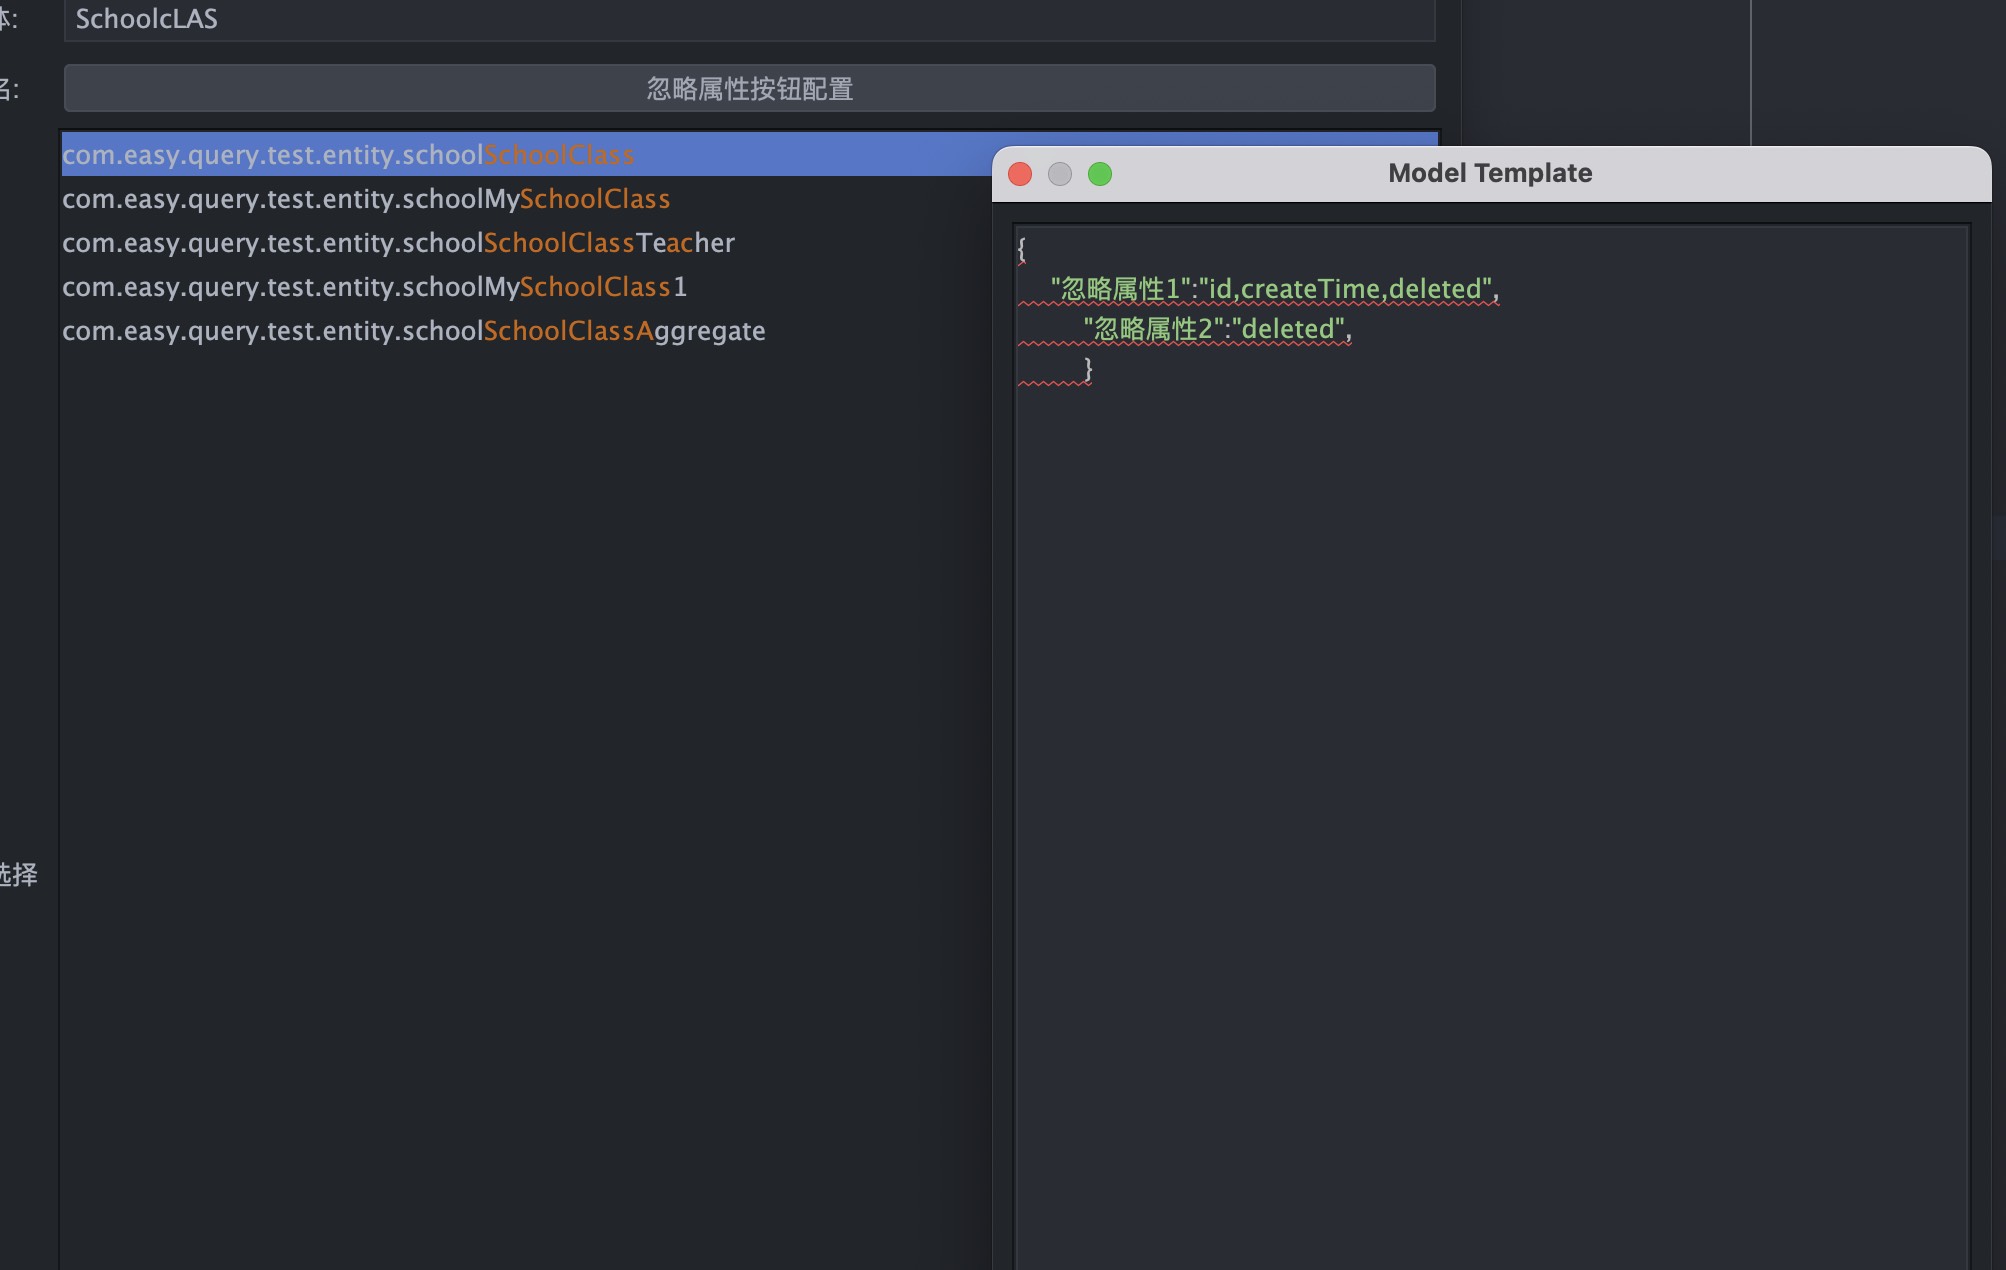 体:
SchoolcLAS
名:
忽略属性按钮配置
com.easy.query.test.entity.schoolSchoolClass
com.easy.query.test.entity.schoolMySchoolClass
com.easy.query.test.entity.schoolSchoolClassTeacher
com.easy.query.test.entity.schoolMySchoolClass1
com.easy.query.test.entity.schoolSchoolClassAggregate
选择
Model Template
{
"忽略属性1":"id,createTime,deleted",
"忽略属性2":"deleted",
}